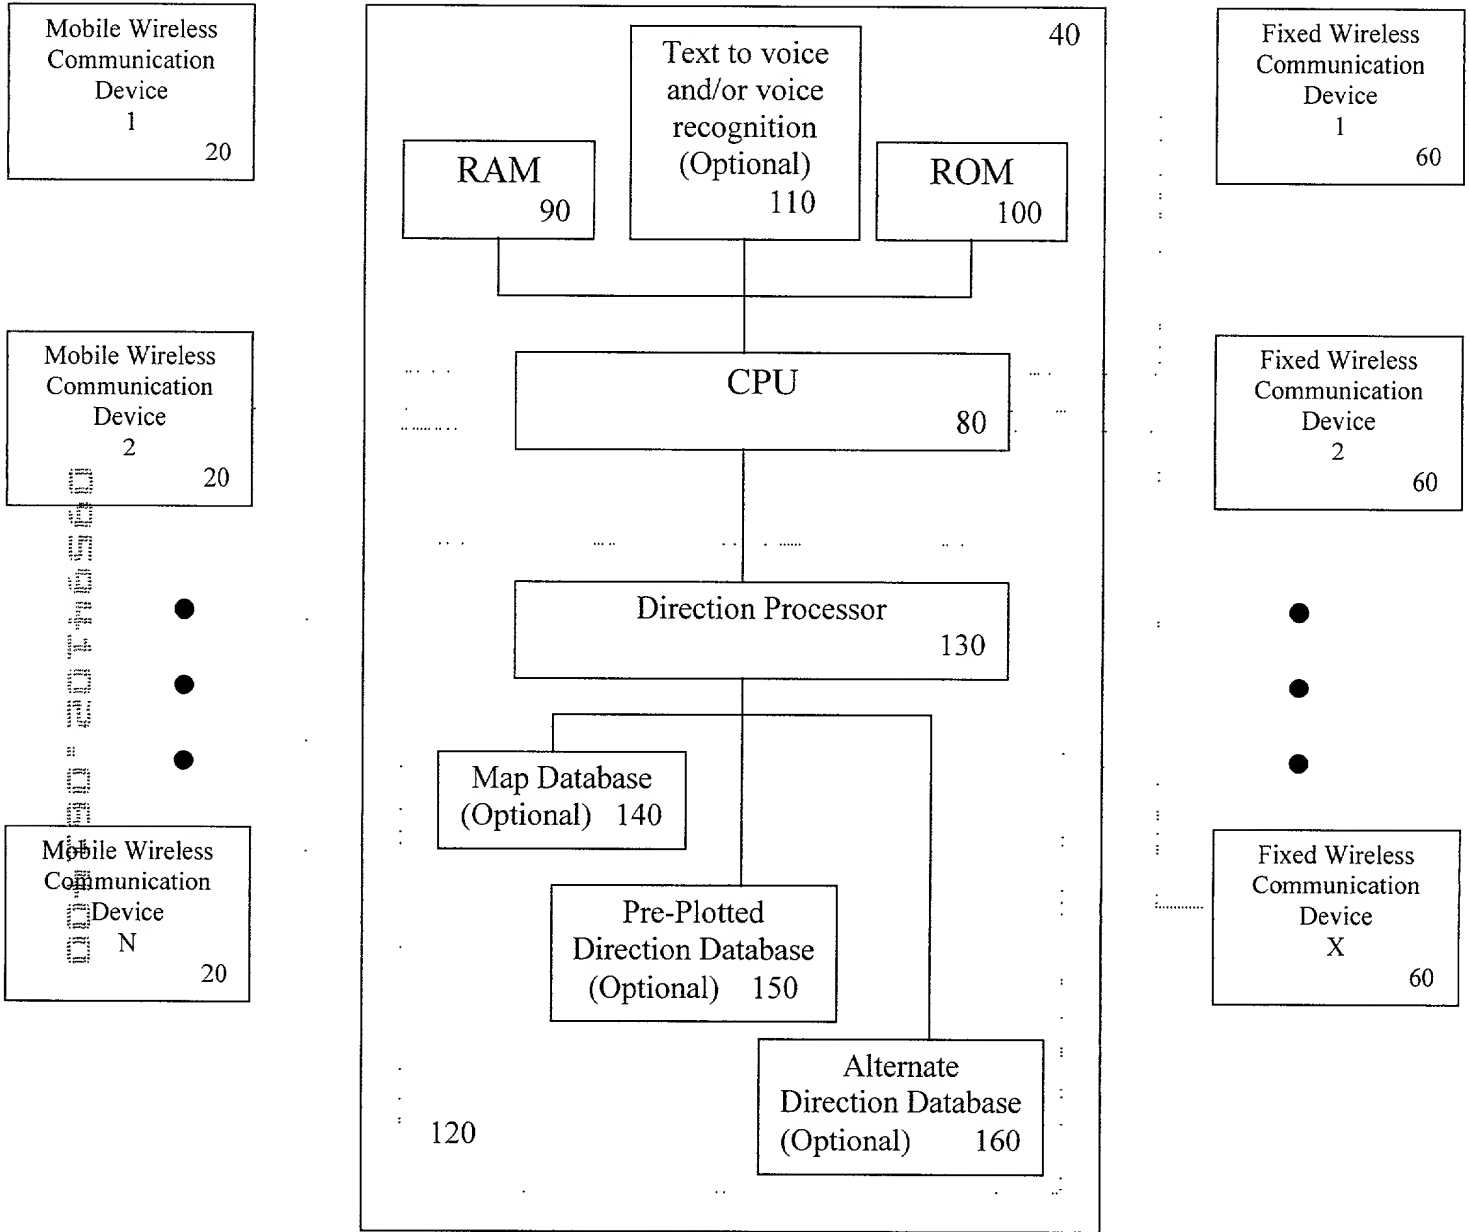 Mobile Wireless
Communication
Device
1
20
40
Text to voice
and/or voice
recognition
(Optional)
110
RAM
90
ROM
100
Fixed Wireless
Communication
Device
1
60
Mobile Wireless
Communication
Device
2
20
CPU
80
Fixed Wireless
Communication
Device
2
60
Direction Processor
130
Map Database
(Optional) 140
Pre-Plotted
Direction Database
(Optional) 150
Alternate
Direction Database
(Optional) 160
120
Mobile Wireless
Communication
Device
N
20
Fixed Wireless
Communication
Device
X
60